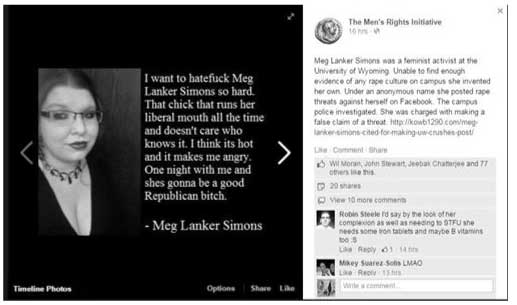 I want to hatefuck Meg
Lanker Simons so hard.
That chick that runs her
liberal mouth all the time
and doesn't care who
knows it. I think its hot
and it makes me angry.
One night with me and
shes gonna be a good
Republican bitch.
- Meg Lanker Simons
Timeline Photos
Options Share Like
The Men's Rights Initiative
16 hrs
Meg Lanker Simons was a feminist activist at the
University of Wyoming. Unable to find enough
evidence of any rape culture on campus she invented
her own. Under an anonymous name she posted rape
threats against herself on Facebook. The campus
police investigated. She was charged with making a
false claim of a threat. http://kowb1290.com/meg-
lanker-simons-cited-for-making-uw-crushes-post/
Like · Comment · Share
Wil Moran, John Stewart, Jeebak Chatterjee and 77
others like this.
20 shares
View 10 more comments
Robin Steele I'd say by the look of her
complexion as well as needing to STFU she
needs some Iron tablets and maybe B vitamins
too :S
Like · Reply · 1 · 14 hrs
Mikey Suarez-Solis LMAO
Like · Reply · 13 hrs
Write a comment...